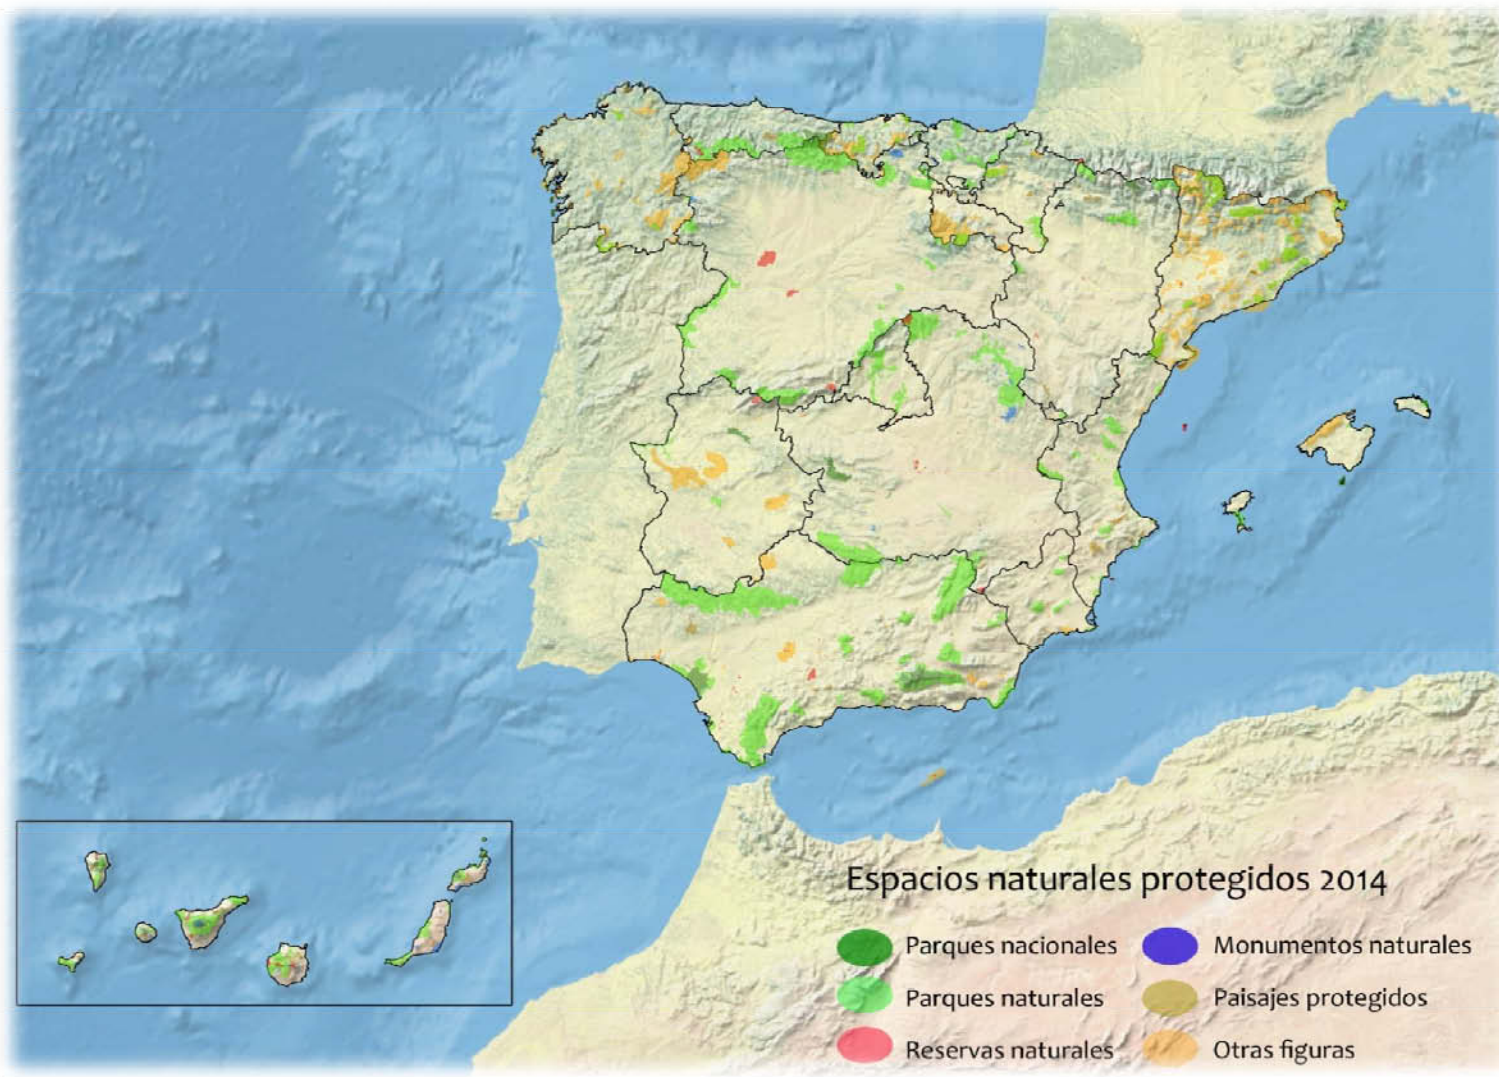 Espacios naturales protegidos 2014
Parques nacionales
Monumentos naturales
Parques naturales
Paisajes protegidos
Reservas naturales
Otras figuras